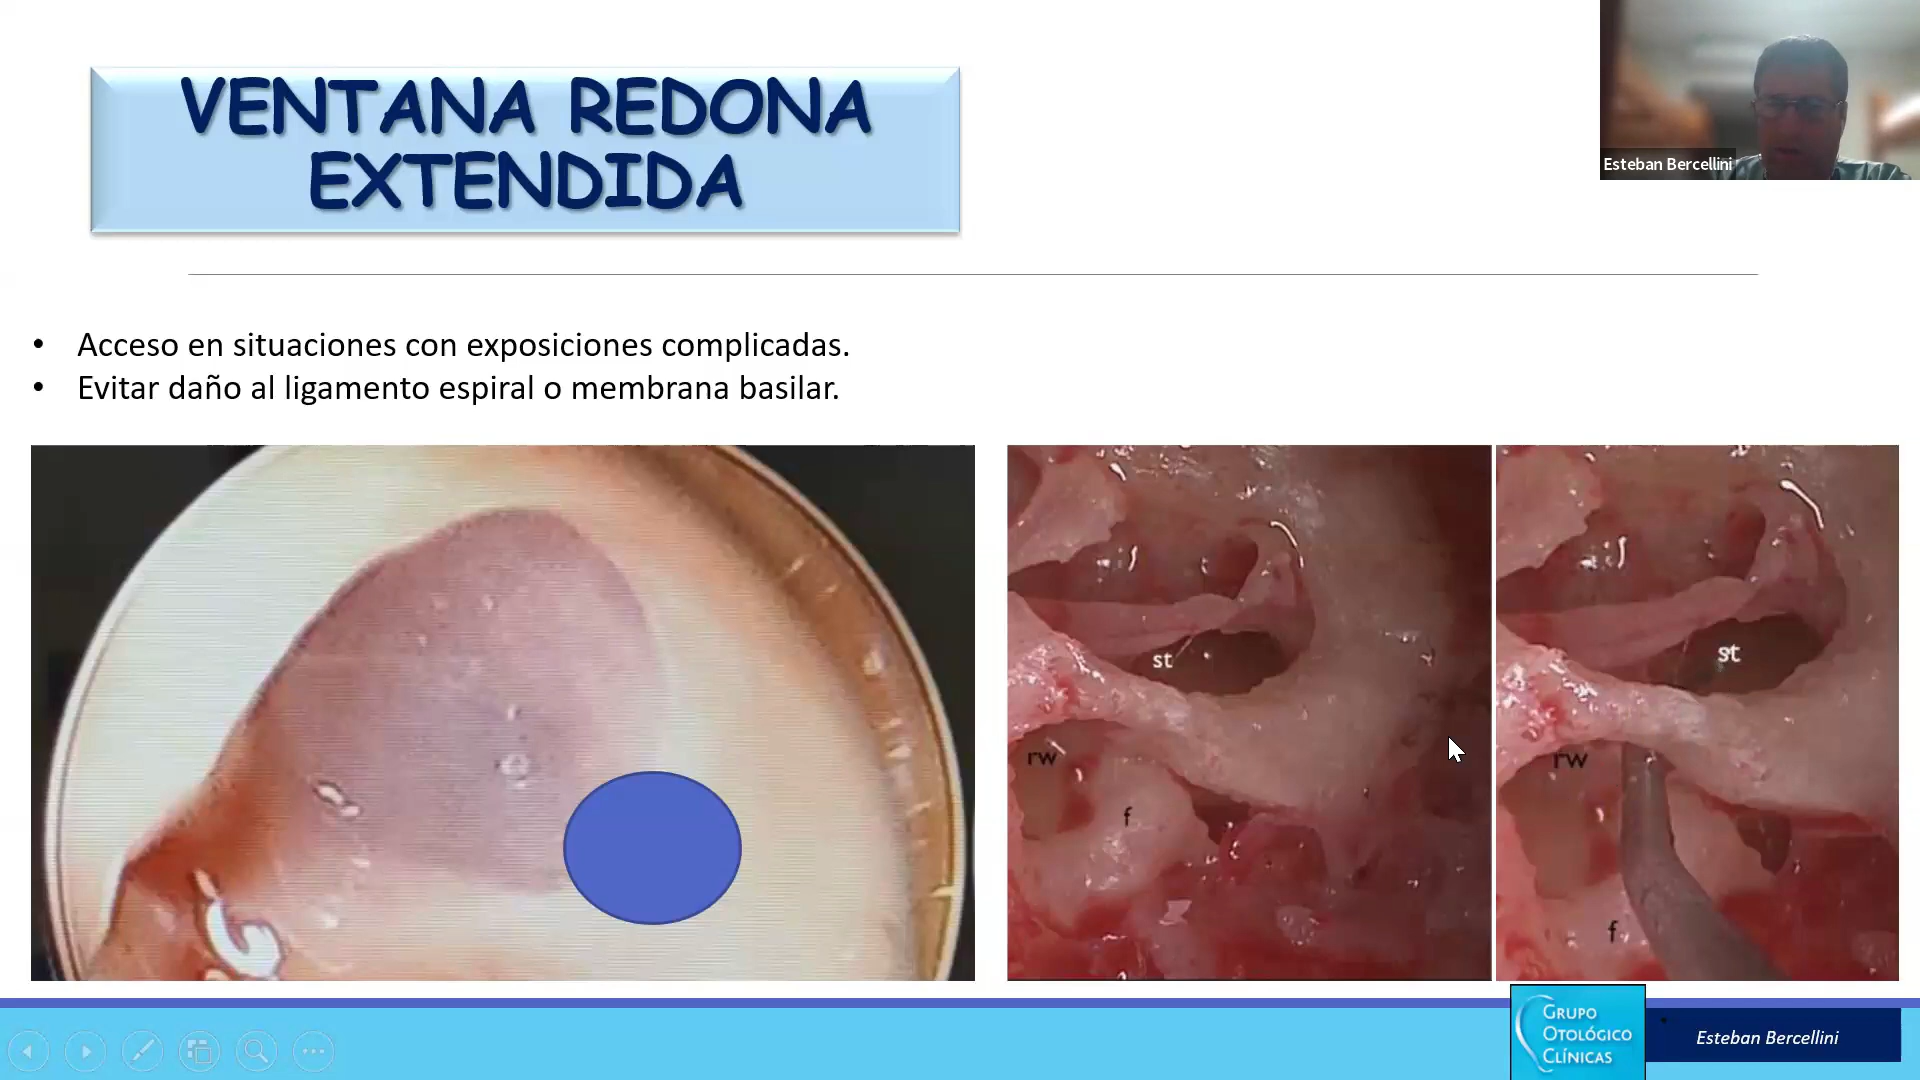 VENTANA REDONA
EXTENDIDA
Esteban Bercellini
• Acceso en situaciones con exposiciones complicadas.
• Evitar daño al ligamento espiral o membrana basilar.
st
rw
f
st
rw
f
GRUPO
OTOLÓGICO
CLÍNICAS
Esteban Bercellini